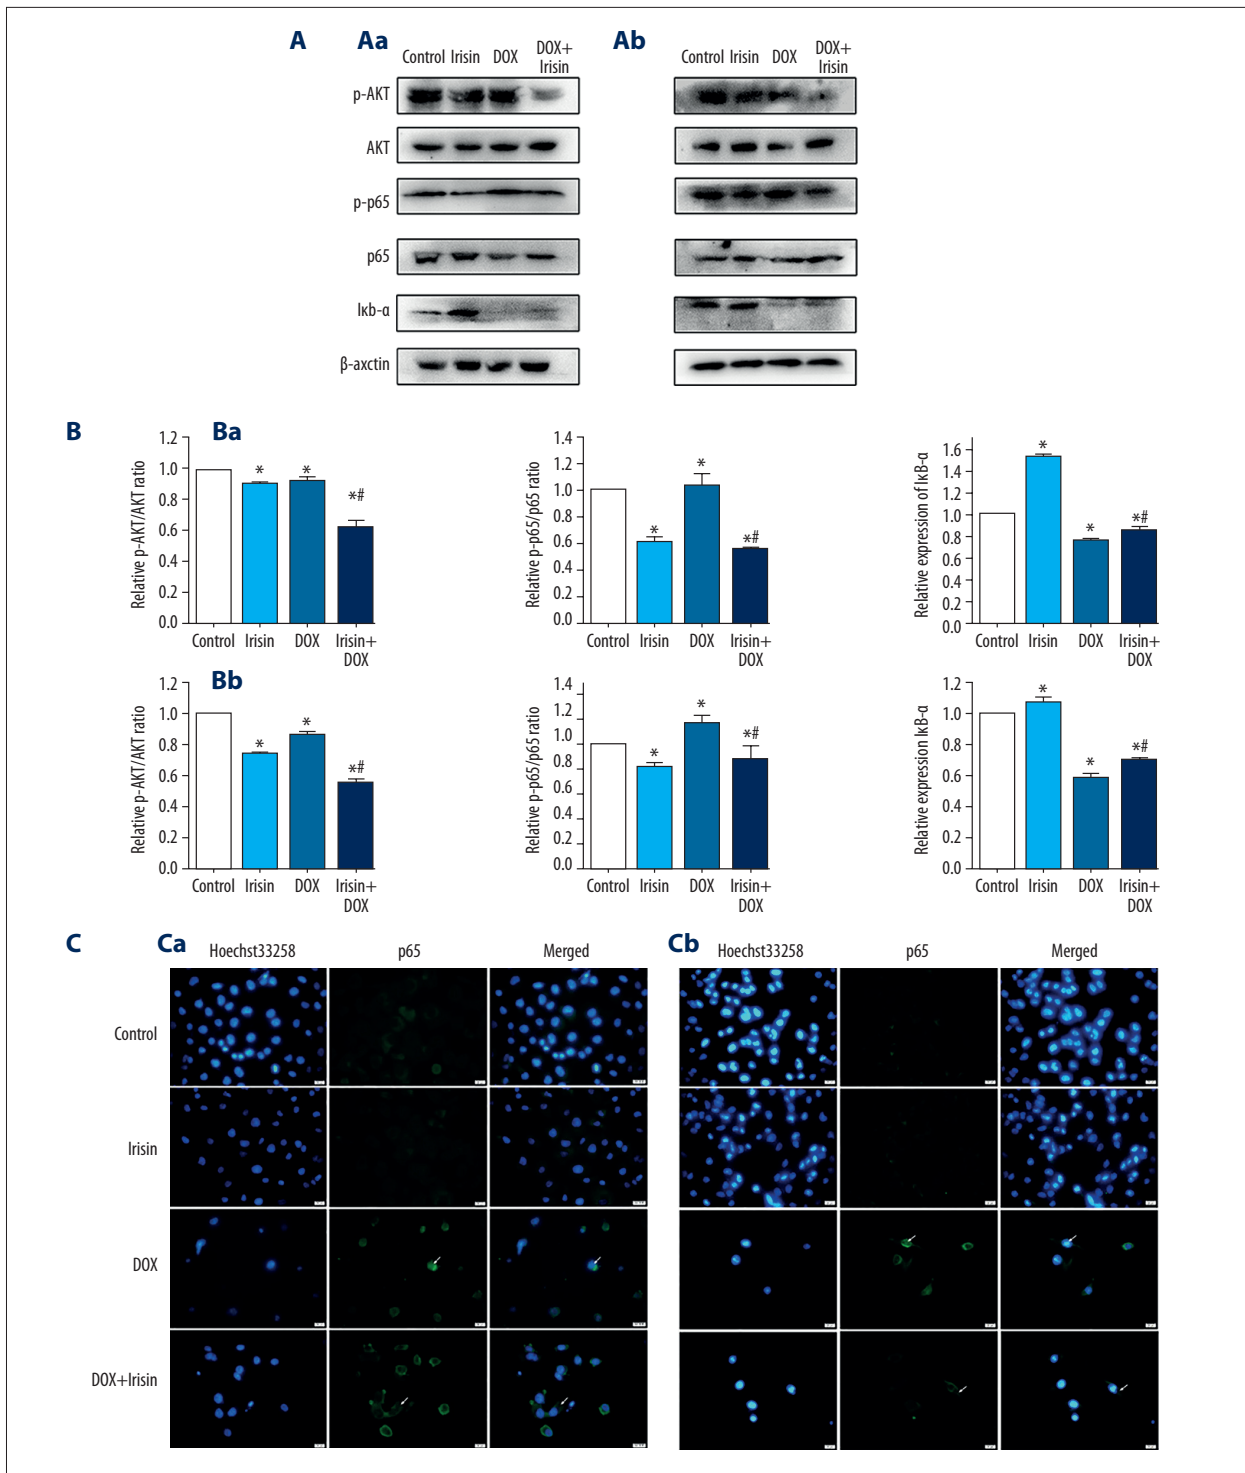 A Aa Ab
Control Irisin DOX DOX+ Irisin
Control Irisin DOX DOX+ Irisin
p-AKT
AKT
p-p65
p65
Iκb-α
β-axctin
B Ba
Relative p-AKT/AKT ratio
1.2
1.0
0.8
0.6
0.4
0.2
0.0
* * *#
Control Irisin DOX Irisin+ DOX
Relative p-p65/p65 ratio
1.4
1.2
1.0
0.8
0.6
0.4
0.2
0.0
* * *#
Control Irisin DOX Irisin+ DOX
Relative expression of IκB-α
1.6
1.4
1.2
1.0
0.8
0.6
0.4
0.2
0.0
* * *#
Control Irisin DOX Irisin+ DOX
Bb
Relative p-AKT/AKT ratio
1.2
1.0
0.8
0.6
0.4
0.2
0.0
* * *#
Control Irisin DOX Irisin+ DOX
Relative p-p65/p65 ratio
1.4
1.2
1.0
0.8
0.6
0.4
0.2
0.0
* * *#
Control Irisin DOX Irisin+ DOX
Relative expression IκB-α
1.2
1.0
0.8
0.6
0.4
0.2
0.0
* * *#
Control Irisin DOX Irisin+ DOX
C Ca Cb
Hoechst33258 p65 Merged
Hoechst33258 p65 Merged
Control
Irisin
DOX
DOX+Irisin